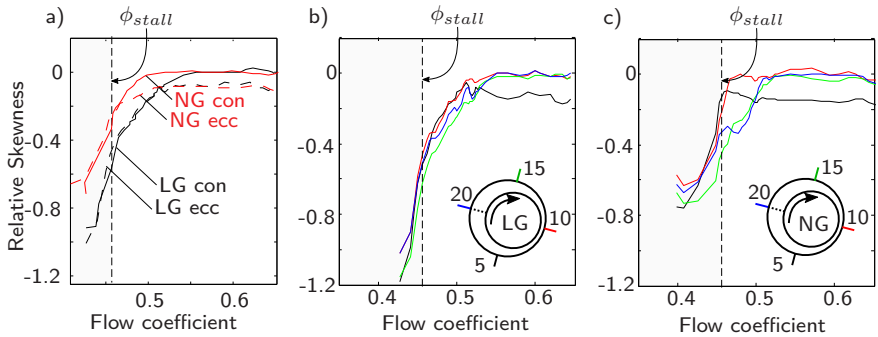 a)
ϕstall
Relative Skewness
0
-0.4
-0.8
-1.2
NG con
NG ecc
LG con
LG ecc
0.5
0.6
Flow coefficient
b)
ϕstall
0
-0.4
-0.8
-1.2
15
20
10
LG
5
0.4
0.5
0.6
Flow coefficient
c)
ϕstall
0
-0.4
-0.8
-1.2
15
20
10
NG
5
0.4
0.5
0.6
Flow coefficient